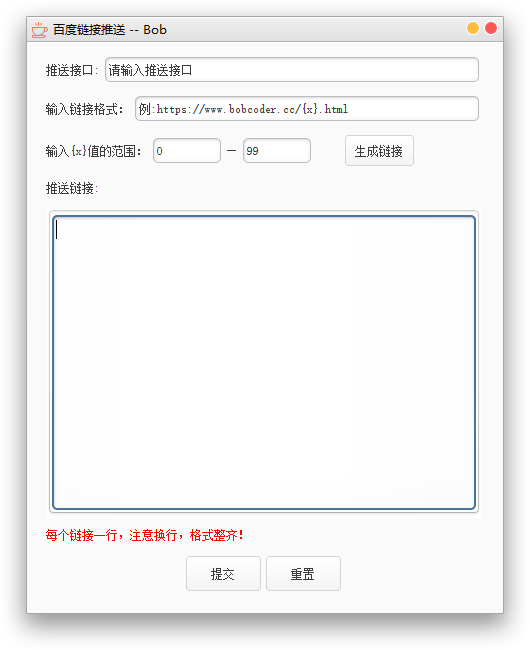 百度链接推送 -- Bob
推送接口: 请输入推送接口
输入链接格式: 例:https://www.bobcoder.cc/{x}.html
输入{x}值的范围: 0 — 99 生成链接
推送链接:
每个链接一行，注意换行，格式整齐！
提交 重置